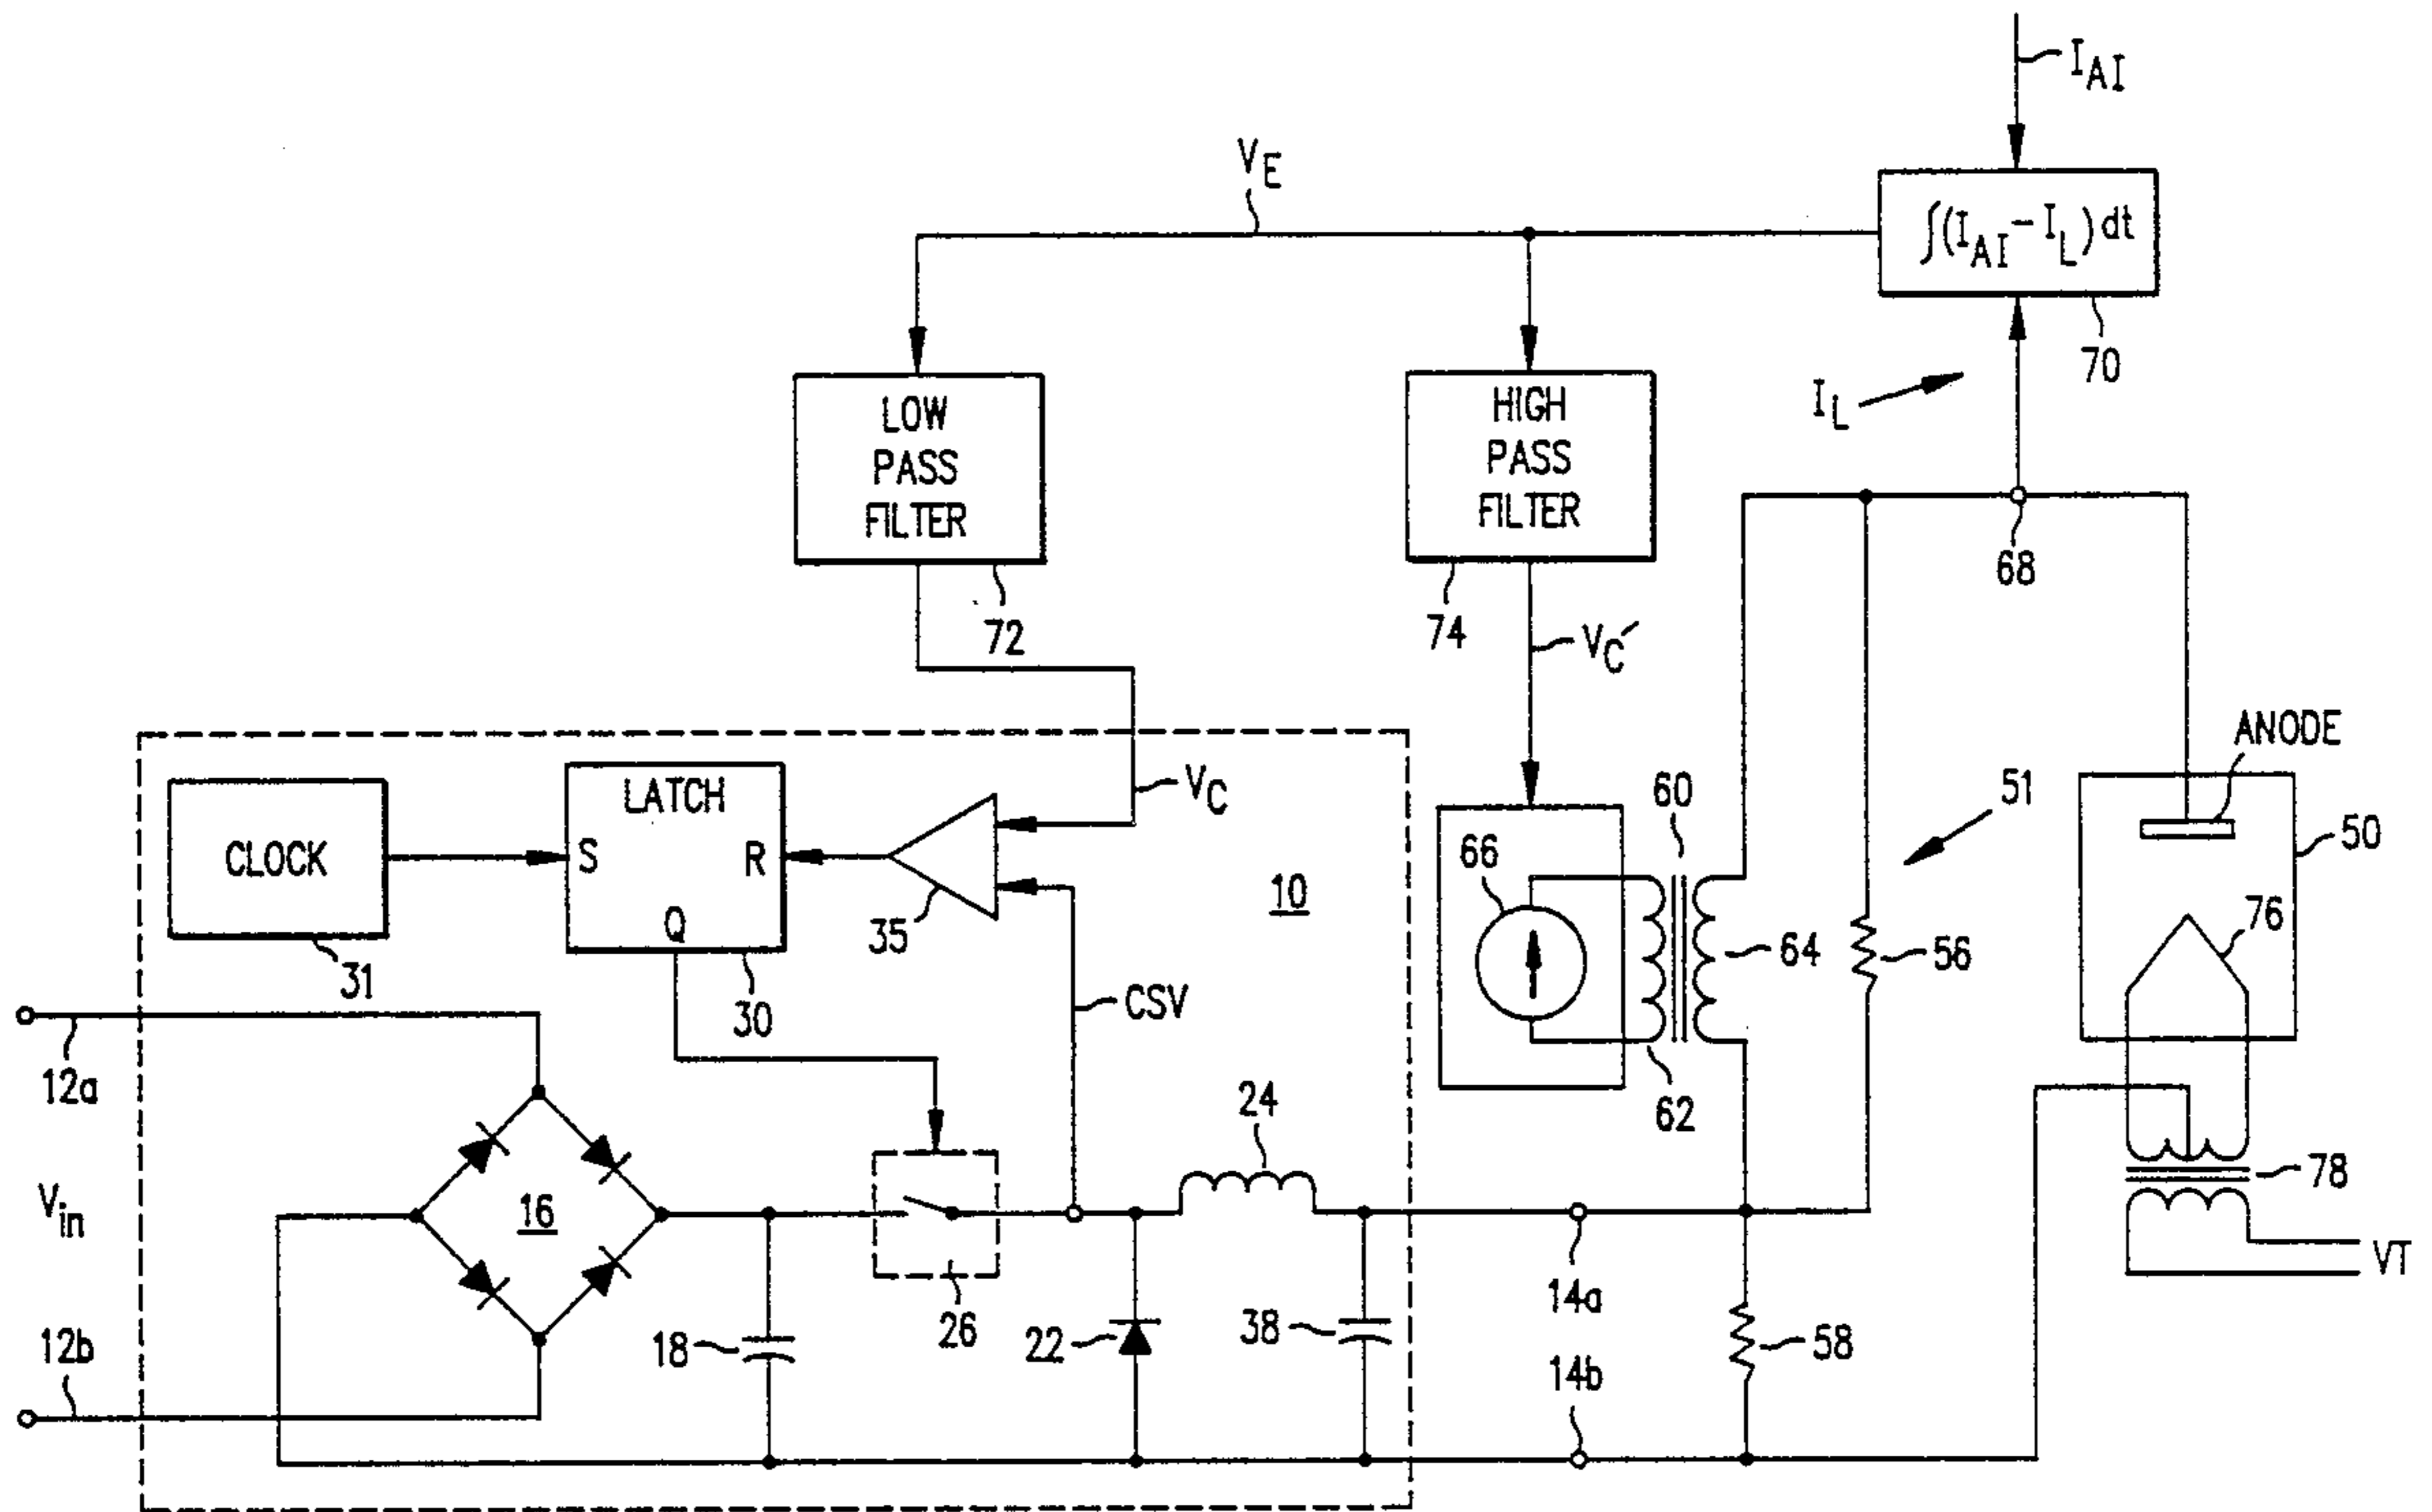 I_AI
V_E
∫(I_AI - I_L) dt
70
I_L
LOW
PASS
FILTER
72
HIGH
PASS
FILTER
74
V_C'
68
ANODE
51
50
V_C
60
CLOCK
31
LATCH
S
R
Q
30
35
10
66
64
56
76
CSV
62
12a
24
78
V_in
16
VT
26
14a
12b
18
22
38
14b
58